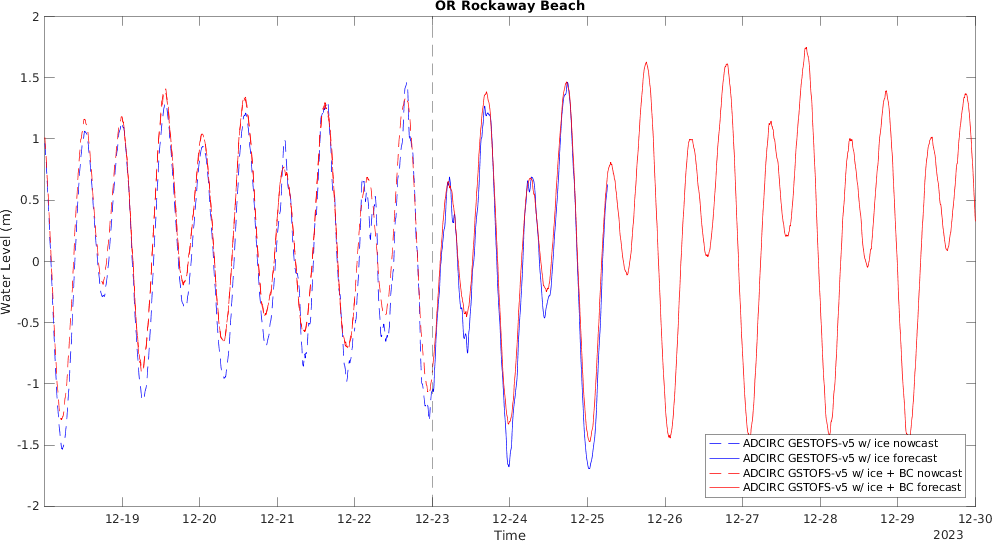 OR Rockaway Beach
2
1.5
1
0.5
0
-0.5
-1
-1.5
-2
Water Level (m)
ADCIRC GESTOFS-v5 w/ ice nowcast
ADCIRC GESTOFS-v5 w/ ice forecast
ADCIRC GSTOFS-v5 w/ ice + BC nowcast
ADCIRC GSTOFS-v5 w/ ice + BC forecast
12-19 12-20 12-21 12-22 12-23 12-24 12-25 12-26 12-27 12-28 12-29 12-30
Time
2023